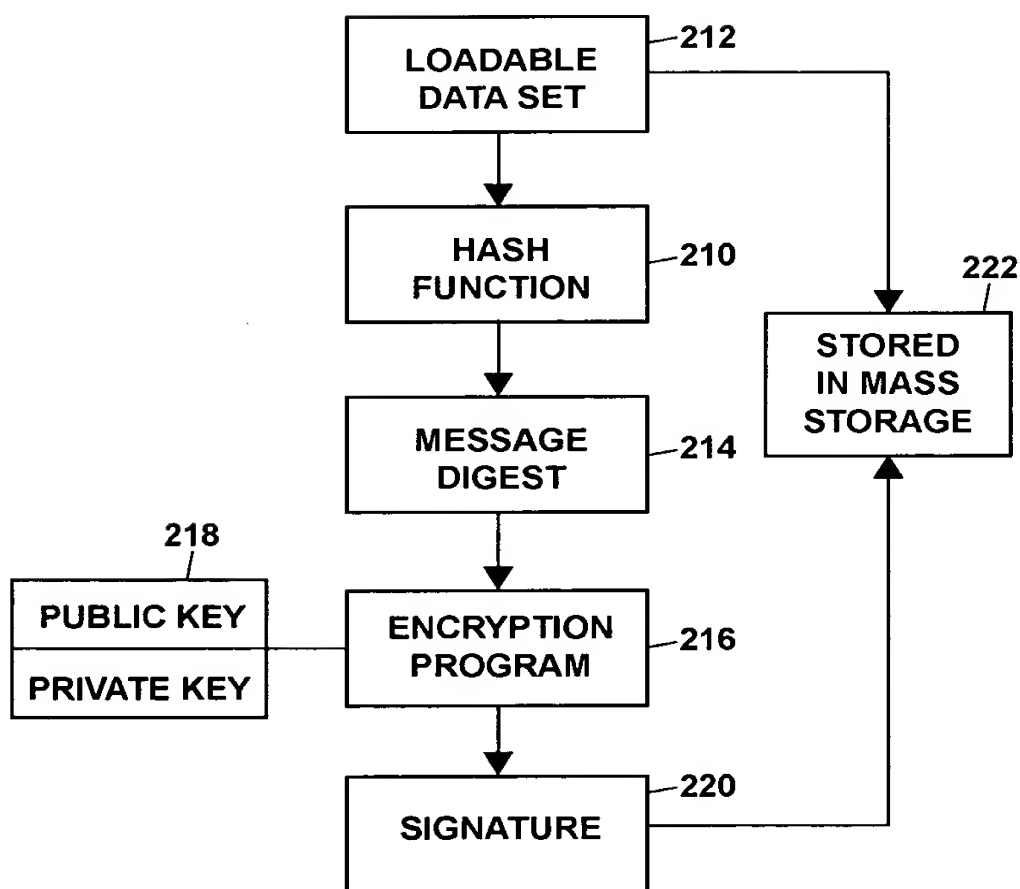 LOADABLE
DATA SET
212
HASH
FUNCTION
210
222
STORED
IN MASS
STORAGE
MESSAGE
DIGEST
214
218
PUBLIC KEY
PRIVATE KEY
ENCRYPTION
PROGRAM
216
SIGNATURE
220